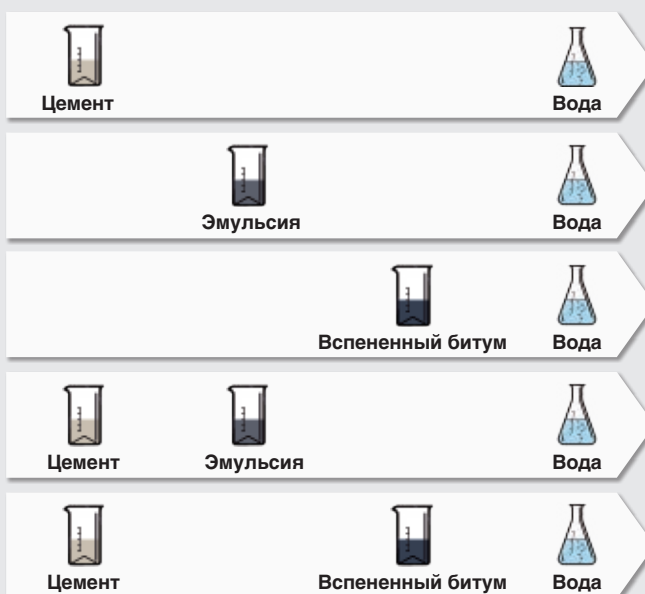 Цемент Вода
Эмульсия Вода
Вспененный битум Вода
Цемент Эмульсия Вода
Цемент Вспененный битум Вода